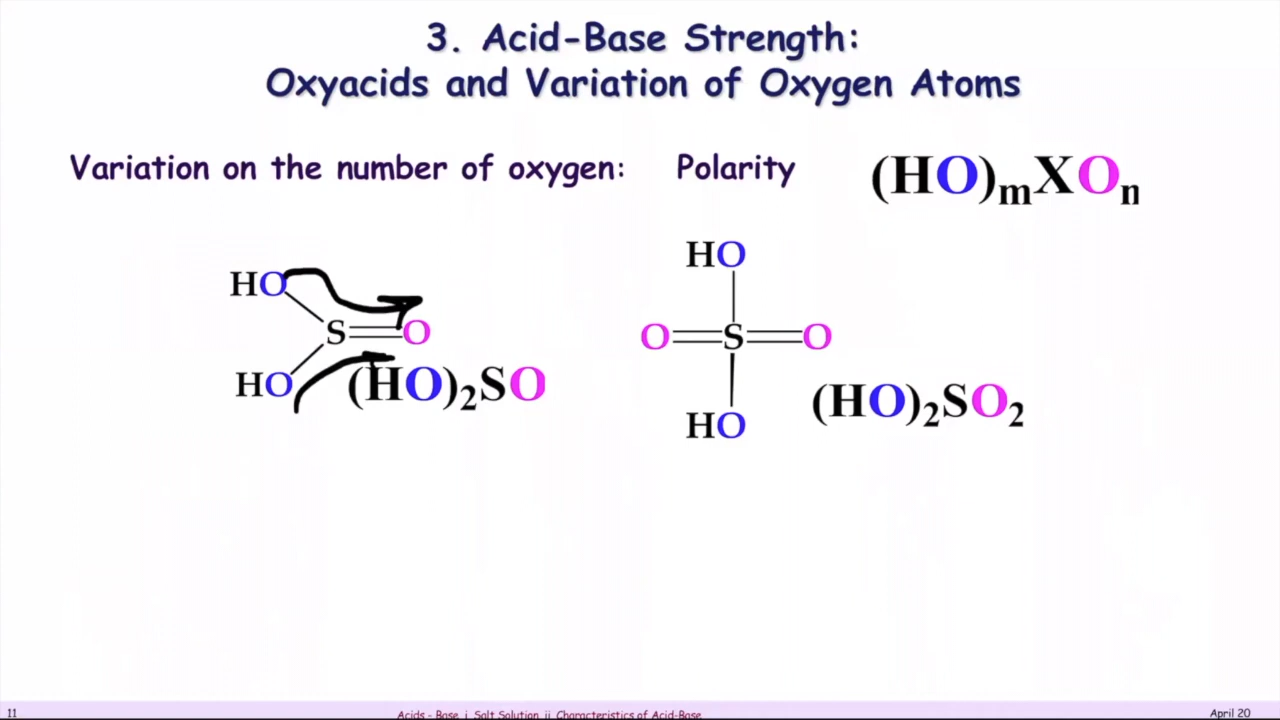 3. Acid-Base Strength:
Oxyacids and Variation of Oxygen Atoms
Variation on the number of oxygen: Polarity (HO)mXOn
HO
S O
HO
(HO)2SO
HO
O S O
HO
(HO)2SO2
11 Acids - Base i Salt Solution ii Characteristics of Acid-Base April 20